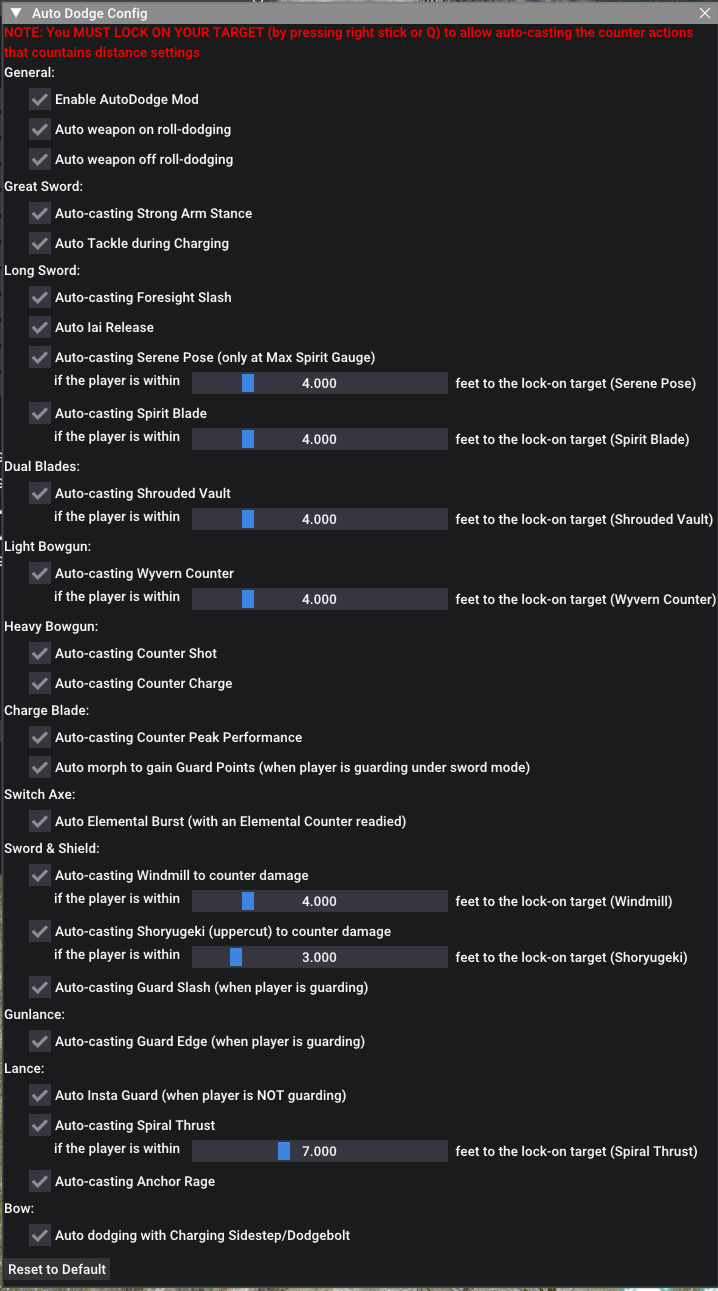 Auto Dodge Config
NOTE: You MUST LOCK ON YOUR TARGET (by pressing right stick or Q) to allow auto-casting the counter actions
that countains distance settings
General:
Enable AutoDodge Mod
Auto weapon on roll-dodging
Auto weapon off roll-dodging
Great Sword:
Auto-casting Strong Arm Stance
Auto Tackle during Charging
Long Sword:
Auto-casting Foresight Slash
Auto Iai Release
Auto-casting Serene Pose (only at Max Spirit Gauge)
if the player is within 4.000 feet to the lock-on target (Serene Pose)
Auto-casting Spirit Blade
if the player is within 4.000 feet to the lock-on target (Spirit Blade)
Dual Blades:
Auto-casting Shrouded Vault
if the player is within 4.000 feet to the lock-on target (Shrouded Vault)
Light Bowgun:
Auto-casting Wyvern Counter
if the player is within 4.000 feet to the lock-on target (Wyvern Counter)
Heavy Bowgun:
Auto-casting Counter Shot
Auto-casting Counter Charge
Charge Blade:
Auto-casting Counter Peak Performance
Auto morph to gain Guard Points (when player is guarding under sword mode)
Switch Axe:
Auto Elemental Burst (with an Elemental Counter readied)
Sword & Shield:
Auto-casting Windmill to counter damage
if the player is within 4.000 feet to the lock-on target (Windmill)
Auto-casting Shoryugeki (uppercut) to counter damage
if the player is within 3.000 feet to the lock-on target (Shoryugeki)
Auto-casting Guard Slash (when player is guarding)
Gunlance:
Auto-casting Guard Edge (when player is guarding)
Lance:
Auto Insta Guard (when player is NOT guarding)
Auto-casting Spiral Thrust
if the player is within 7.000 feet to the lock-on target (Spiral Thrust)
Auto-casting Anchor Rage
Bow:
Auto dodging with Charging Sidestep/Dodgebolt
Reset to Default